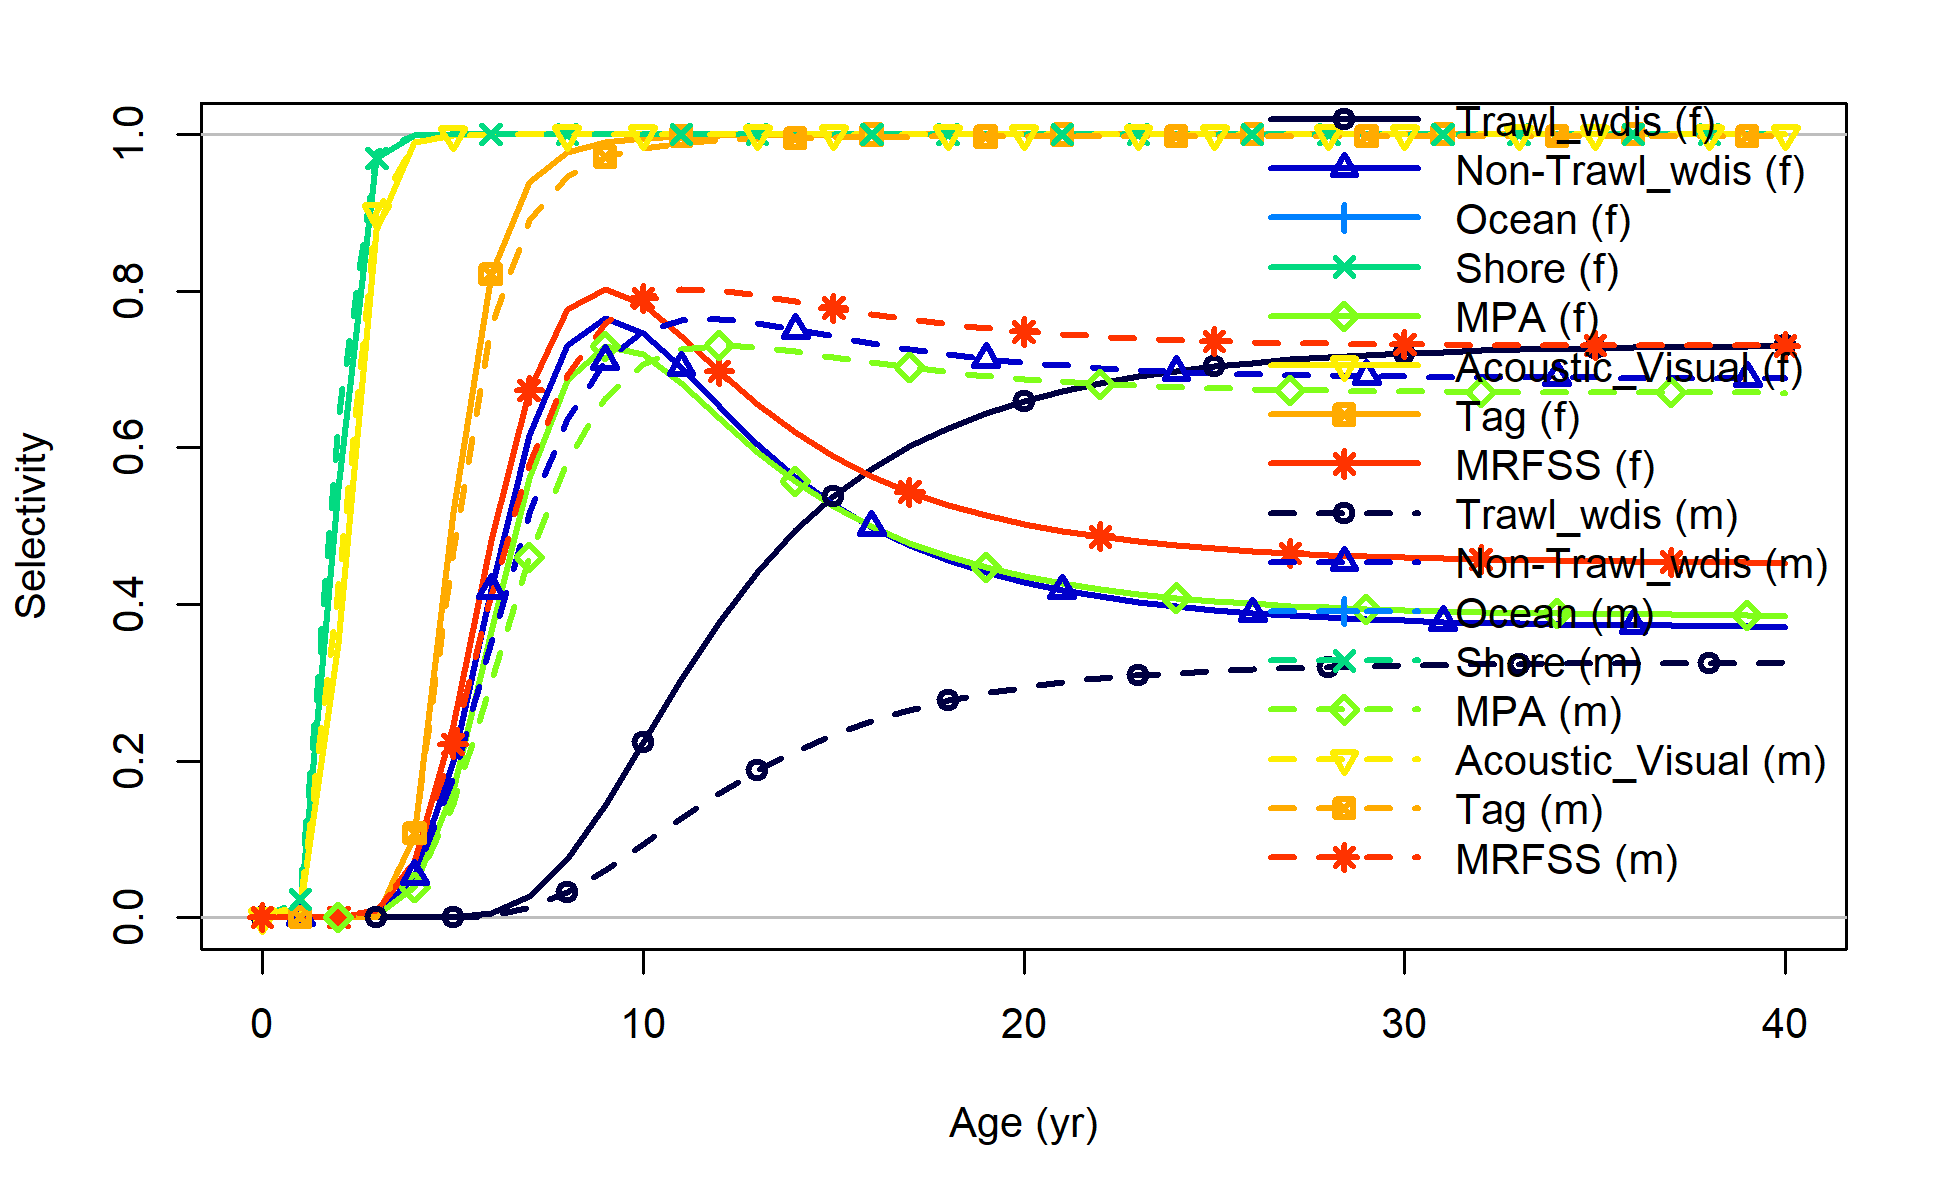 Selectivity
1.0
0.8
0.6
0.4
0.2
0.0
Trawl_wdis (f)
Non-Trawl_wdis (f)
Ocean (f)
Shore (f)
MPA (f)
Acoustic_Visual (f)
Tag (f)
MRFSS (f)
Trawl_wdis (m)
Non-Trawl_wdis (m)
Ocean (m)
Shore (m)
MPA (m)
Acoustic_Visual (m)
Tag (m)
MRFSS (m)
0 10 20 30 40
Age (yr)